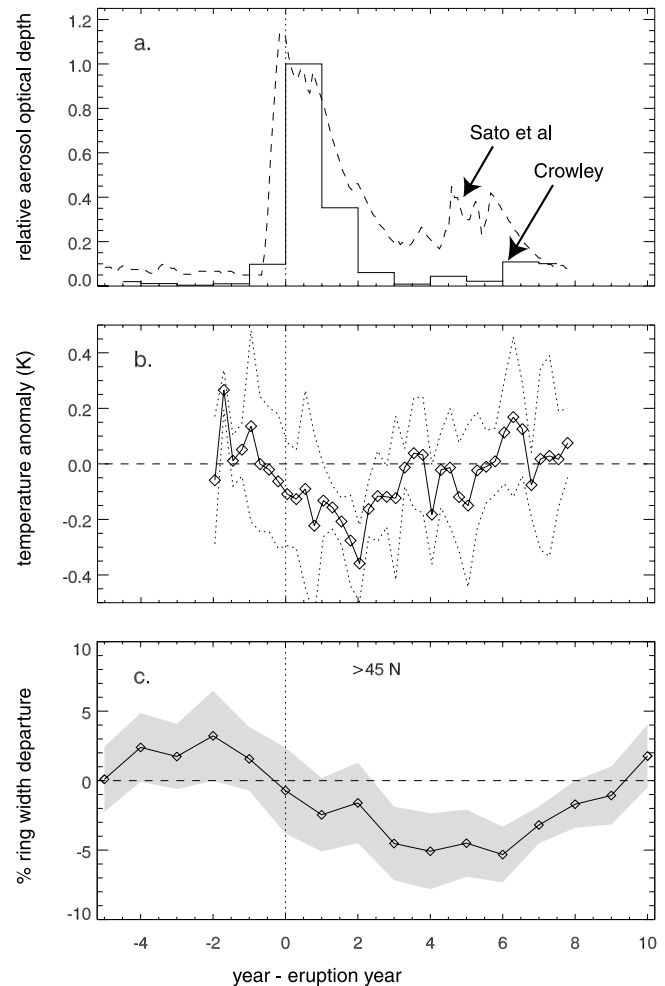 a.
relative aerosol optical depth
1.2
1.0
0.8
0.6
0.4
0.2
0.0
Sato et al
Crowley
b.
temperature anomaly (K)
0.4
0.2
0.0
-0.2
-0.4
c.
>45 N
% ring width departure
10
5
0
-5
-10
-4 -2 0 2 4 6 8 10
year - eruption year